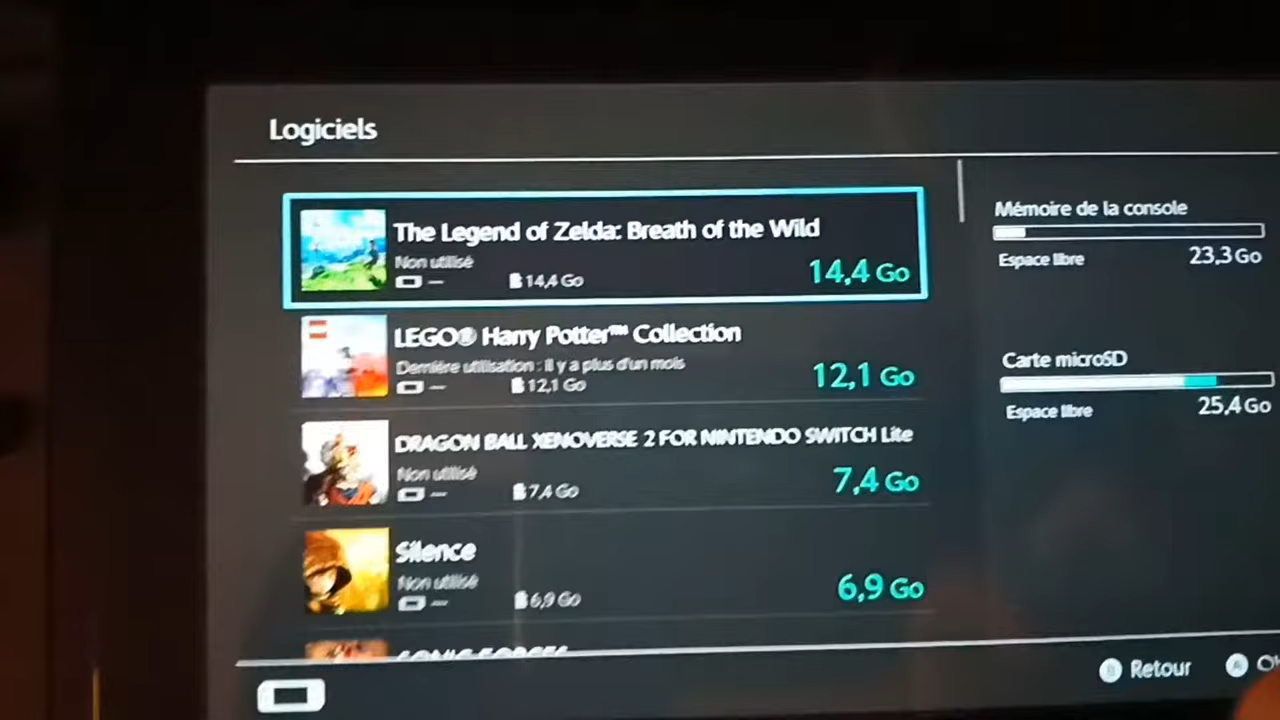 Logiciels
The Legend of Zelda: Breath of the Wild
Non utilisé
— 14,4 Go
14,4 Go
LEGO® Harry Potter™ Collection
Dernière utilisation : Il y a plus d'un mois
— 12,1 Go
12,1 Go
DRAGON BALL XENOVERSE 2 FOR NINTENDO SWITCH Lite
Non utilisé
— 7,4 Go
7,4 Go
Silence
Non utilisé
— 6,9 Go
6,9 Go
SONIC FORCES
Mémoire de la console
Espace libre 23,3 Go
Carte microSD
Espace libre 25,4 Go
B Retour A